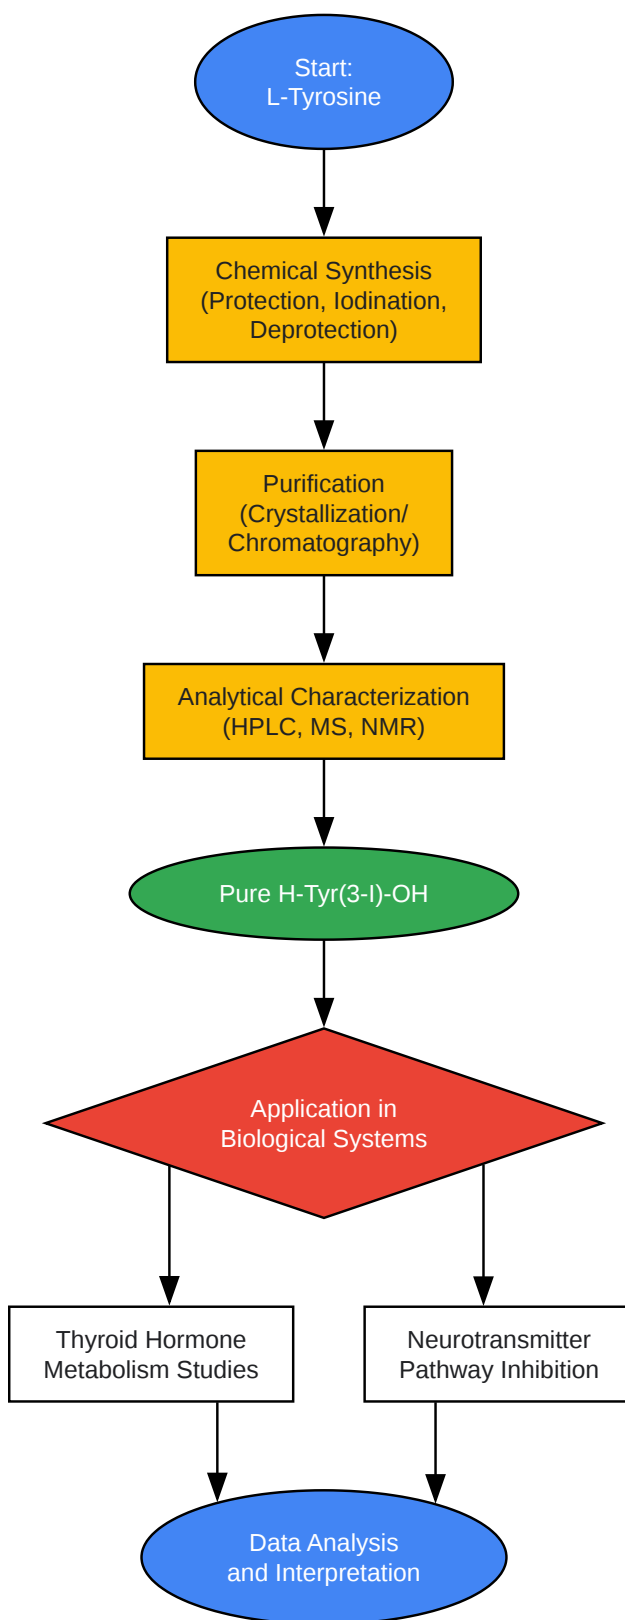 Start:
L-Tyrosine
Chemical Synthesis
(Protection, Iodination,
Deprotection)
Purification
(Crystallization/
Chromatography)
Analytical Characterization
(HPLC, MS, NMR)
Pure H-Tyr(3-I)-OH
Application in
Biological Systems
Thyroid Hormone
Metabolism Studies
Neurotransmitter
Pathway Inhibition
Data Analysis
and Interpretation